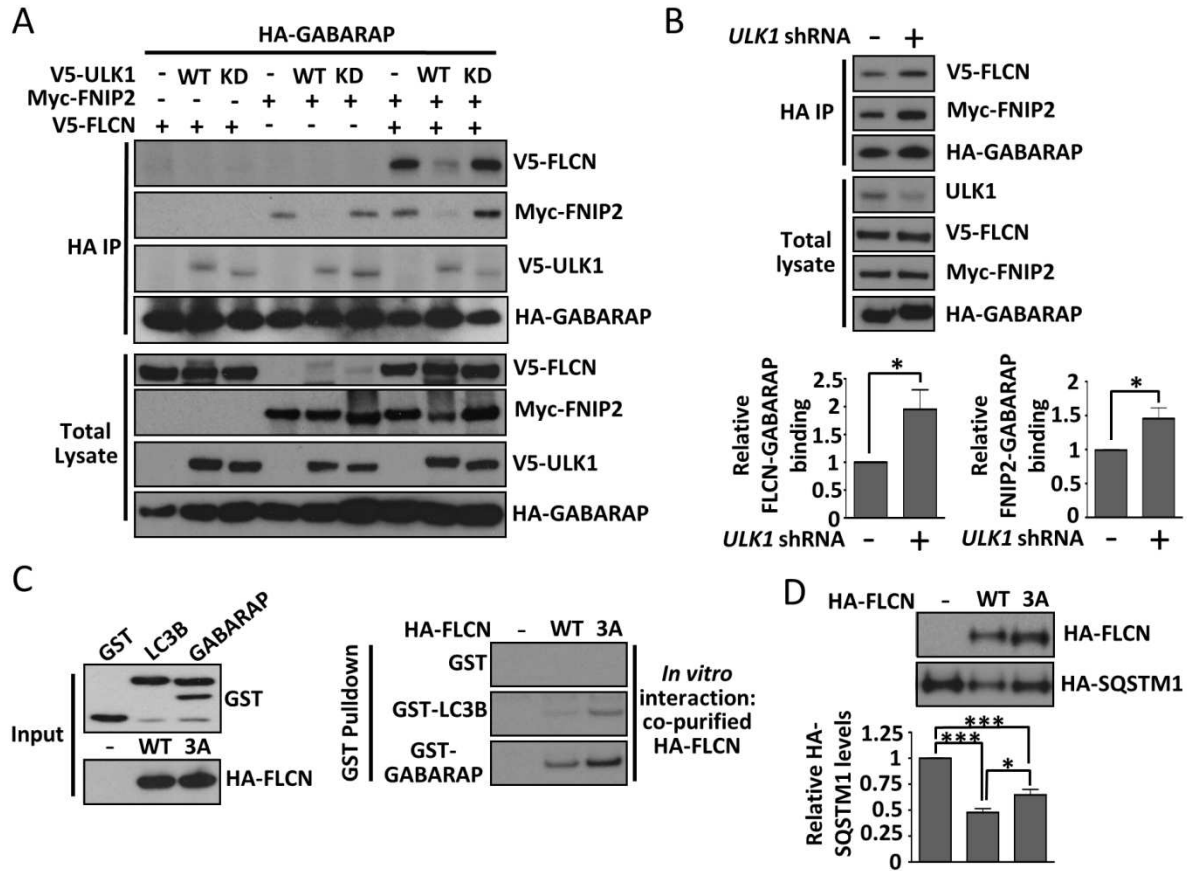 A
HA-GABARAP
V5-ULK1 - WT KD - WT KD - WT KD
Myc-FNIP2 - - - + + + + + +
V5-FLCN + + + - - - + + +
HA IP
V5-FLCN
Myc-FNIP2
V5-ULK1
HA-GABARAP
Total
Lysate
V5-FLCN
Myc-FNIP2
V5-ULK1
HA-GABARAP
B
ULK1 shRNA - +
HA IP
V5-FLCN
Myc-FNIP2
HA-GABARAP
Total
lysate
ULK1
V5-FLCN
Myc-FNIP2
HA-GABARAP
Relative
FLCN-GABARAP
binding
2.5
2
1.5
1
0.5
0
*
ULK1 shRNA - +
Relative
FNIP2-GABARAP
binding
2
1.5
1
0.5
0
*
ULK1 shRNA - +
C
GST LC3B GABARAP
Input
GST
- WT 3A
HA-FLCN
HA-FLCN - WT 3A
GST Pulldown
GST
GST-LC3B
GST-
GABARAP
In vitro
interaction:
co-purified
HA-FLCN
D
HA-FLCN - WT 3A
HA-FLCN
HA-SQSTM1
Relative HA-
SQSTM1 levels
1.25
1
0.75
0.5
0.25
0
***
***
*